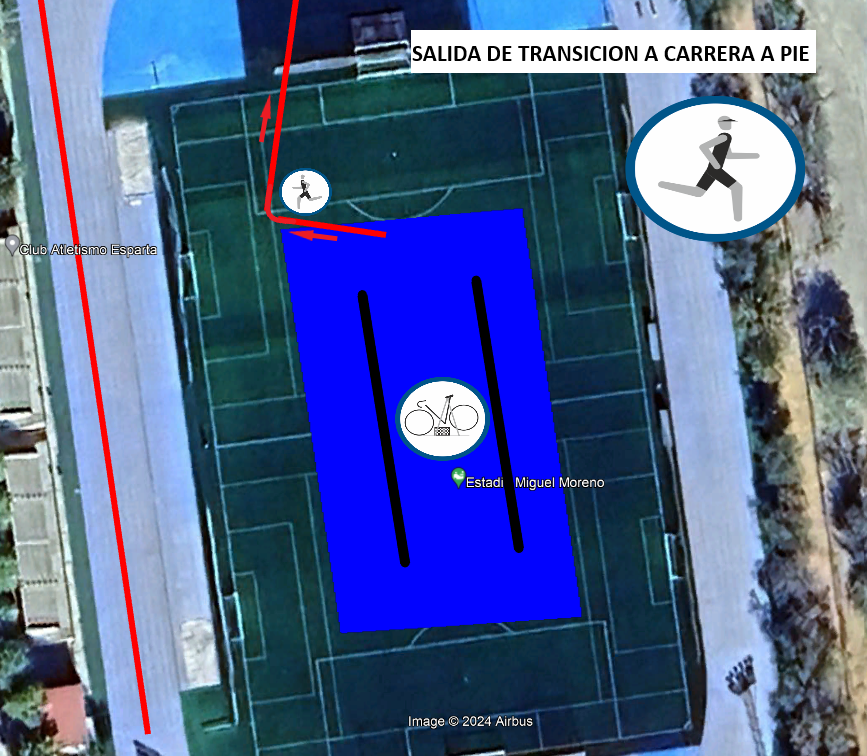 SALIDA DE TRANSICION A CARRERA A PIE
Club Atletismo Esparta
Estadi Miguel Moreno
Image © 2024 Airbus